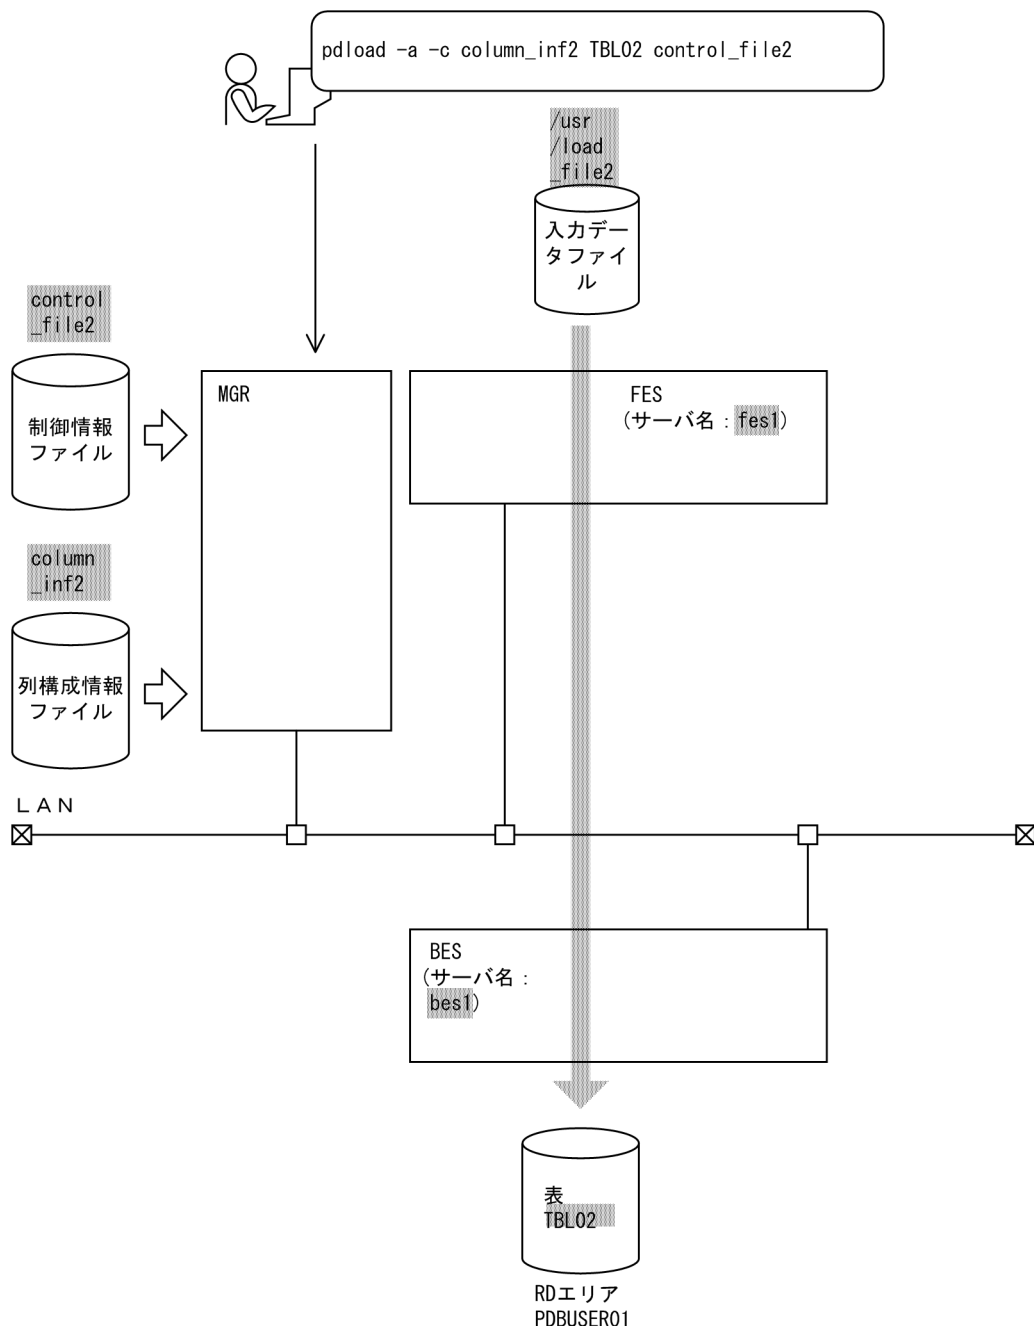 pdload -a -c column_inf2 TBL02 control_file2
/usr
/load
_file2
入力デー
タファイ
ル
control
_file2
制御情報
ファイル
MGR
FES
(サーバ名：fes1)
column
_inf2
列構成情報
ファイル
ＬＡＮ
BES
(サーバ名：
bes1)
表
TBL02
RDエリア
PDBUSER01